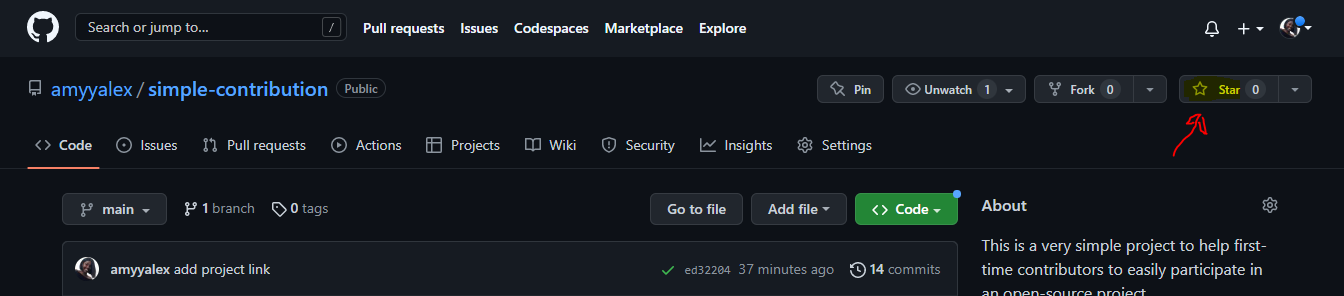 Search or jump to... / Pull requests Issues Codespaces Marketplace Explore
amyyalex / simple-contribution Public Pin Unwatch 1 Fork 0 Star 0
Code Issues Pull requests Actions Projects Wiki Security Insights Settings
main 1 branch 0 tags Go to file Add file Code About
This is a very simple project to help first-
amyyalex add project link ed32204 37 minutes ago 14 commits time contributors to easily participate in
an open-source project